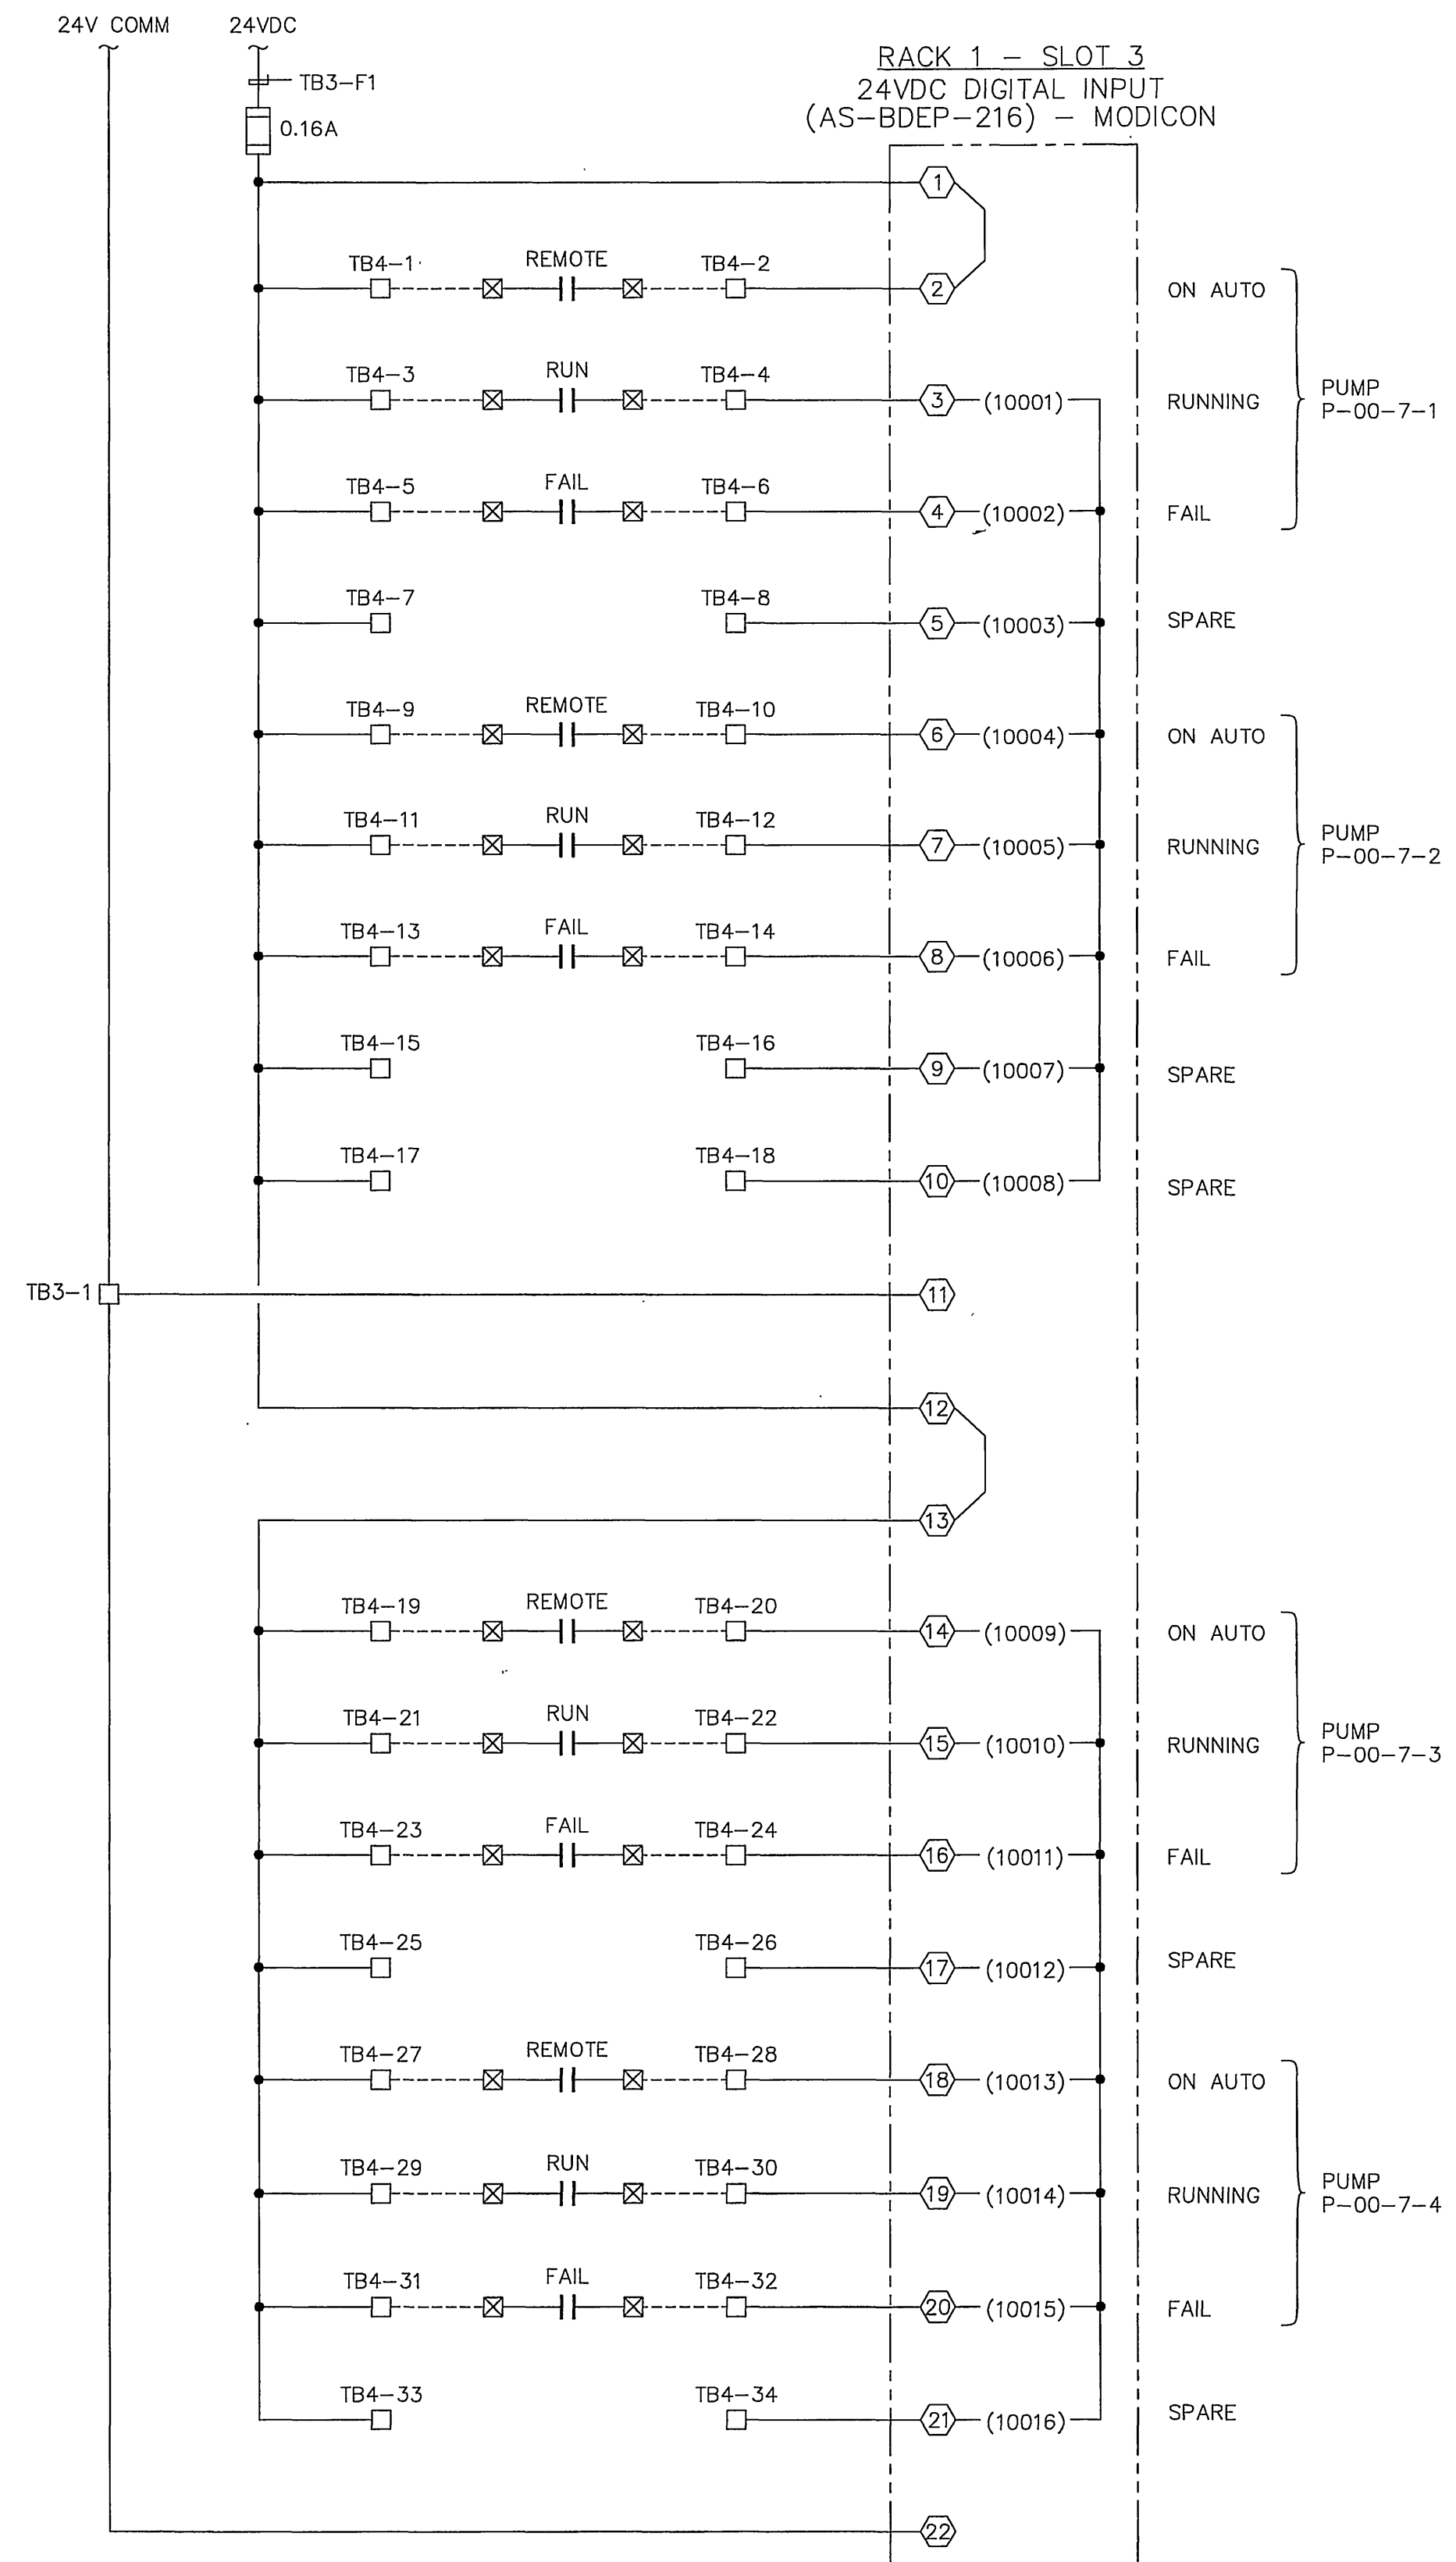 24V COMM
24VDC
TB3-F1
0.16A
RACK 1 - SLOT 3
24VDC DIGITAL INPUT
(AS-BDEP-216) - MODICON
1
TB4-1
REMOTE
TB4-2
2
ON AUTO
TB4-3
RUN
TB4-4
3
(10001)
RUNNING
PUMP
P-00-7-1
TB4-5
FAIL
TB4-6
4
(10002)
FAIL
TB4-7
TB4-8
5
(10003)
SPARE
TB4-9
REMOTE
TB4-10
6
(10004)
ON AUTO
TB4-11
RUN
TB4-12
7
(10005)
RUNNING
PUMP
P-00-7-2
TB4-13
FAIL
TB4-14
8
(10006)
FAIL
TB4-15
TB4-16
9
(10007)
SPARE
TB4-17
TB4-18
10
(10008)
SPARE
TB3-1
11
12
13
TB4-19
REMOTE
TB4-20
14
(10009)
ON AUTO
TB4-21
RUN
TB4-22
15
(10010)
RUNNING
PUMP
P-00-7-3
TB4-23
FAIL
TB4-24
16
(10011)
FAIL
TB4-25
TB4-26
17
(10012)
SPARE
TB4-27
REMOTE
TB4-28
18
(10013)
ON AUTO
TB4-29
RUN
TB4-30
19
(10014)
RUNNING
PUMP
P-00-7-4
TB4-31
FAIL
TB4-32
20
(10015)
FAIL
TB4-33
TB4-34
21
(10016)
SPARE
22